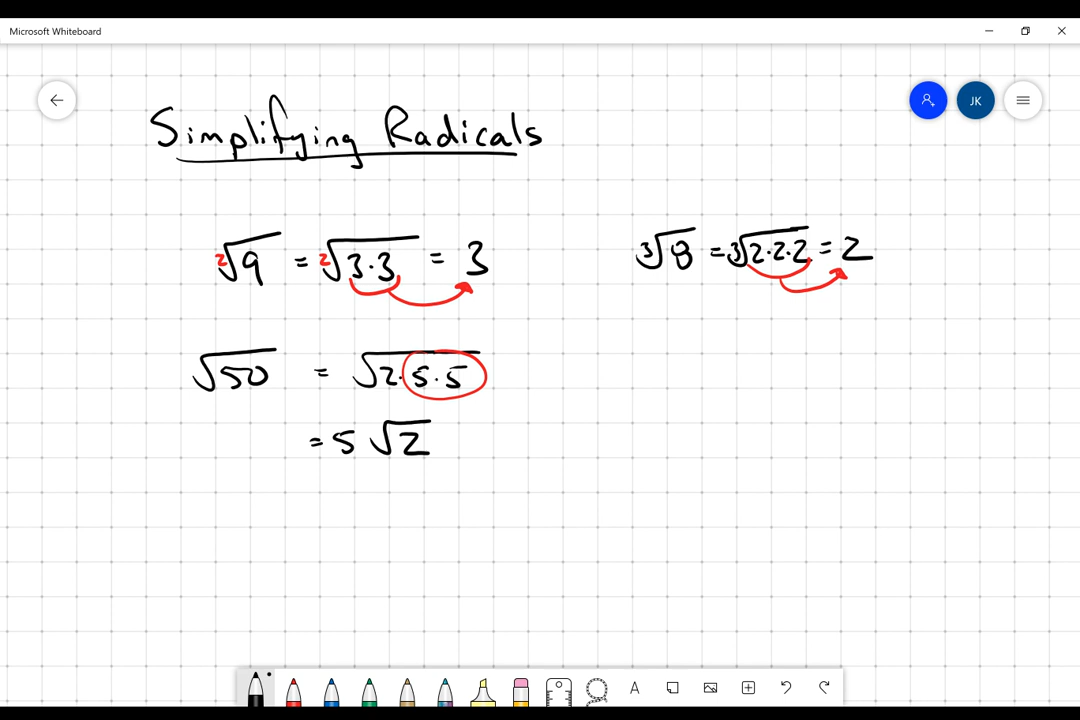 Microsoft Whiteboard
JK
Simplifying Radicals
²√9 = ²√3·3 = 3
³√8 = ³√2·2·2 = 2
√50 = √2·5·5
= 5 √2
A